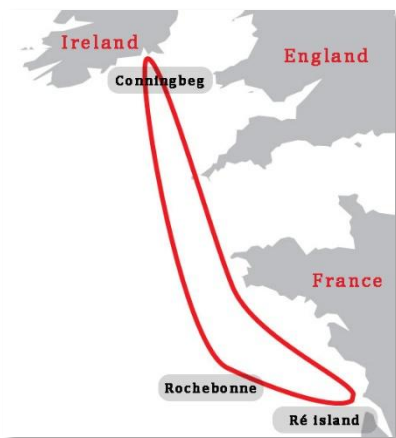 Ireland
England
Conningbeg
France
Rochebonne
Ré island